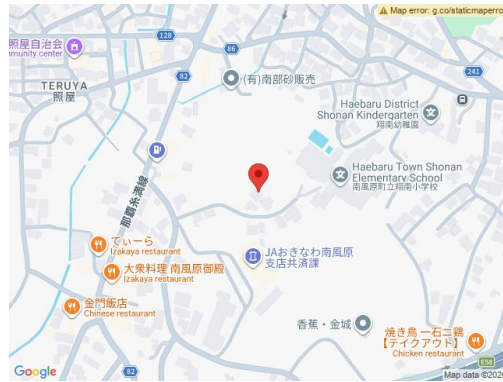 Map error: g.co/staticmaperro
照屋自治会
munity center
128
86
(有)南部砂販売
82
241
TERUYA
照屋
Haebaru District
Shonan Kindergarten
翔南幼稚園
Haebaru Town Shonan
Elementary School
南風原町立翔南小学校
那覇糸満線
でぃーら
Izakaya restaurant
大衆料理 南風原御殿
Izakaya restaurant
JAおきなわ南風原
支店共済課
金門飯店
Chinese restaurant
香蕉・金城
焼き鳥 一石二鶏
【テイクアウト】
Chicken restaurant
82
E58
Google
Map data ©202